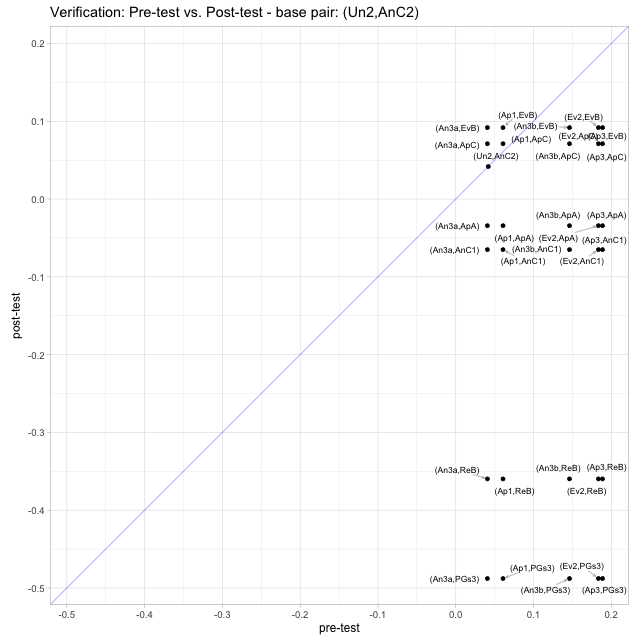 Verification: Pre-test vs. Post-test - base pair: (Un2,AnC2)
0.2
0.1
0.0
-0.1
-0.2
-0.3
-0.4
-0.5
post-test
(Ap1,EvB)
(Ev2,EvB)
(An3a,EvB)
(An3b,EvB)
(Ap1,ApC)
(Ev2,ApC)
(Ap3,EvB)
(An3a,ApC)
(Un2,AnC2)
(An3b,ApC)
(Ap3,ApC)
(An3b,ApA)
(Ap3,ApA)
(An3a,ApA)
(Ap1,ApA)
(Ev2,ApA)
(Ap3,AnC1)
(An3a,AnC1)
(An3b,AnC1)
(Ap1,AnC1)
(Ev2,AnC1)
(An3a,ReB)
(An3b,ReB)
(Ap3,ReB)
(Ap1,ReB)
(Ev2,ReB)
(Ap1,PGs3)
(Ev2,PGs3)
(An3a,PGs3)
(An3b,PGs3)
(Ap3,PGs3)
-0.5
-0.4
-0.3
-0.2
-0.1
0.0
0.1
0.2
pre-test